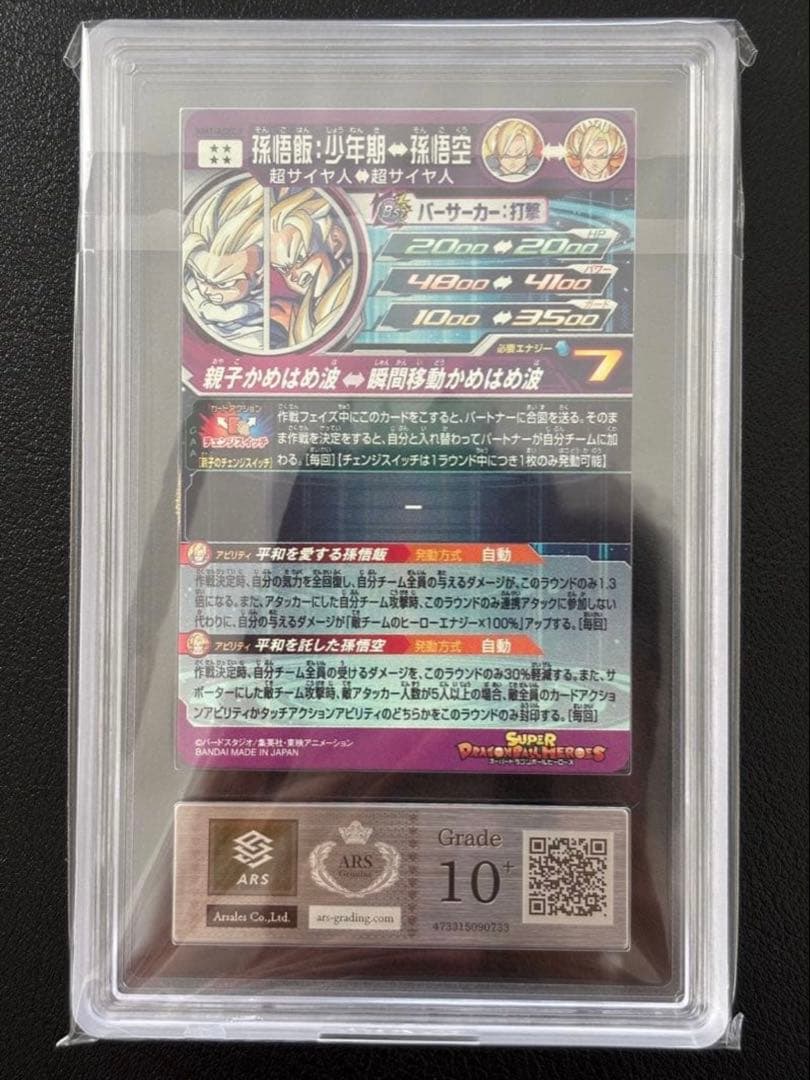 孫悟飯:少年期⇔孫悟空
超サイヤ人⇔超サイヤ人
Bs バーサーカー:打撃
HP
2000⇔2000
パワー
4800⇔4100
ガード
1000⇔3500
必要エナジー 7
親子かめはめ波⇔瞬間移動かめはめ波
カードアクション
チェンジスイッチ
CAA
「親子のチェンジスイッチ」
作戦フェイズ中にこのカードをこすると、パートナーに合図を送る。そのま
ま作戦を決定をすると、自分と入れ替わってパートナーが自分チームに加
わる。[毎回]【チェンジスイッチは1ラウンド中につき1枚のみ発動可能】
ー
アビリティ 平和を愛する孫悟飯 発動方式 自動
作戦決定時、自分の気力を全回復し、自分チーム全員の与えるダメージが、このラウンドのみ1.3
倍になる。また、アタッカーにした自分チーム攻撃時、このラウンドのみ連携アタックに参加しない
代わりに、自分の与えるダメージが「敵チームのヒーローエナジー×100%」アップする。[毎回]
アビリティ 平和を託した孫悟空 発動方式 自動
作戦決定時、自分チーム全員の受けるダメージを、このラウンドのみ30%軽減する。また、サ
ポーターにした敵チーム攻撃時、敵アタッカー人数が5人以上の場合、敵全員のカードアクショ
ンアビリティかタッチアクションアビリティのどちらかをこのラウンドのみ封印する。[毎回]
©バードスタジオ/集英社・東映アニメーション
BANDAI MADE IN JAPAN
SUPER
DRAGONBALL HEROES
スーパードラゴンボールヒーローズ
ARS
Arsales Co.,Ltd.
ARS
Genuine
ars-grading.com
Grade
10+
473315090733